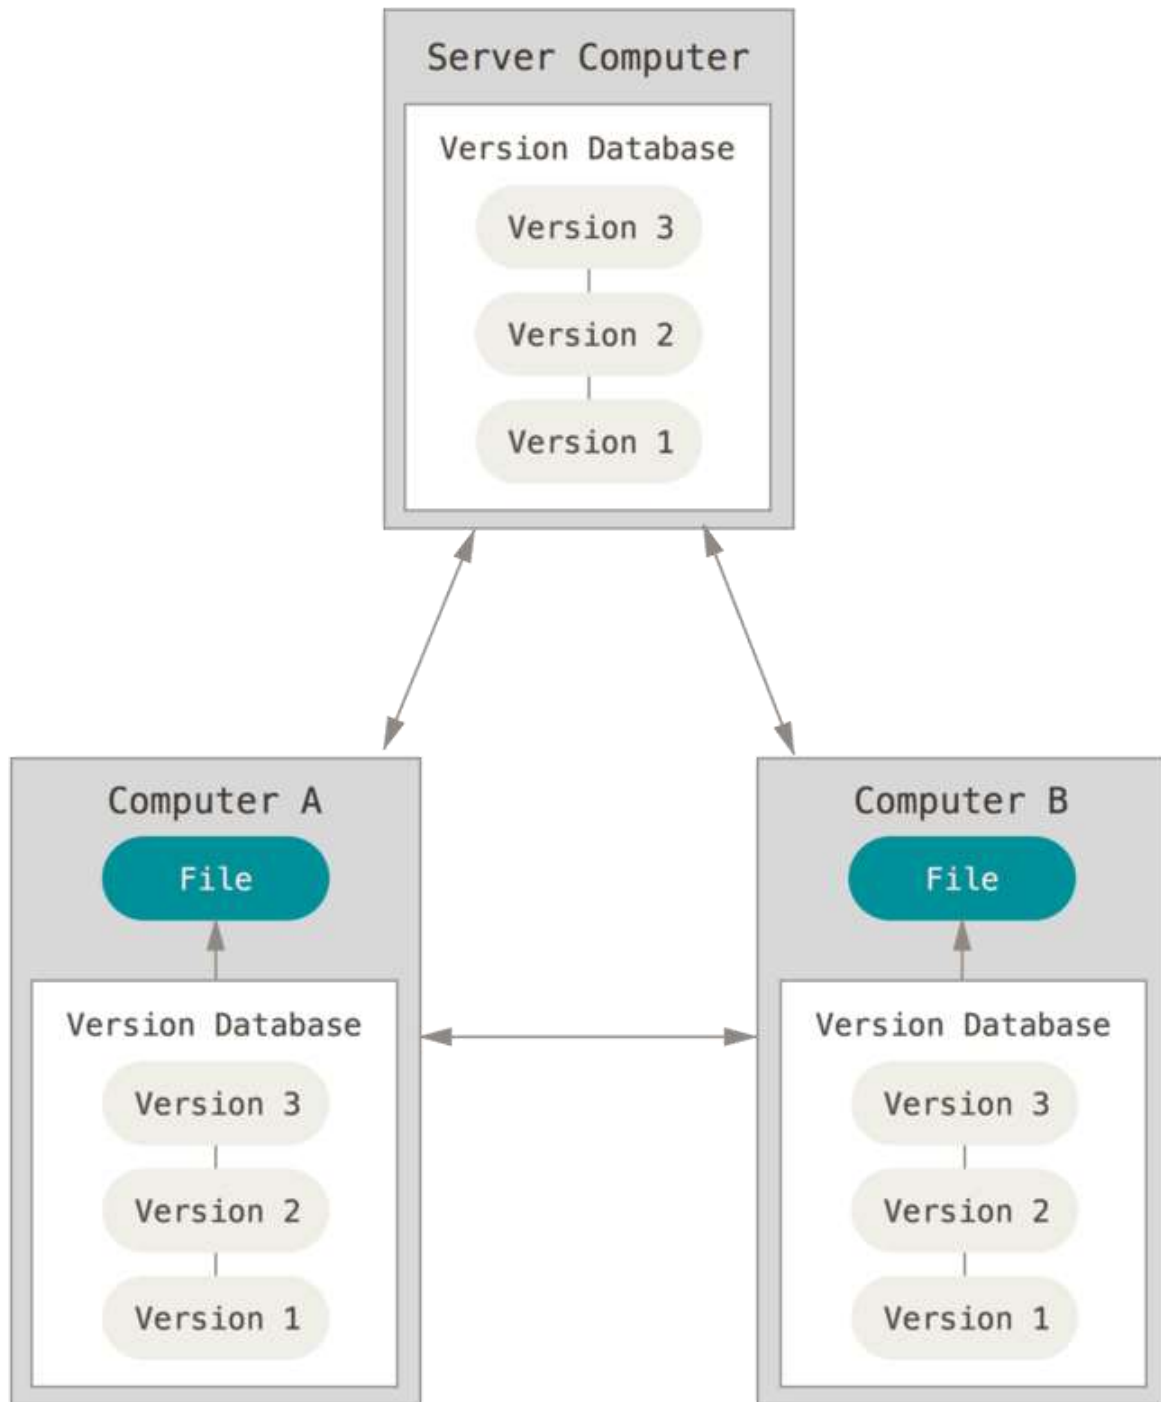 Server Computer
Version Database
Version 3
Version 2
Version 1
Computer A
File
Version Database
Version 3
Version 2
Version 1
Computer B
File
Version Database
Version 3
Version 2
Version 1